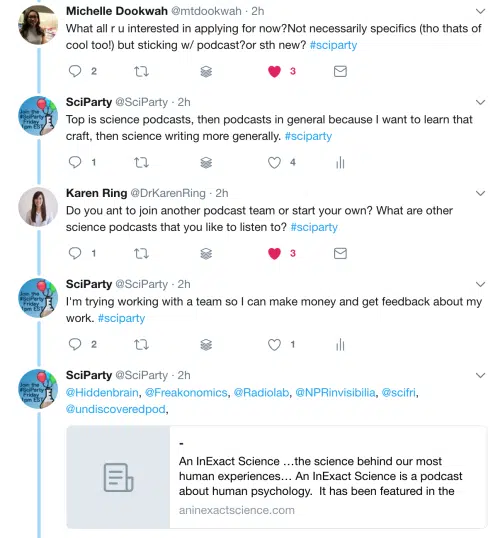 Michelle Dookwah @mtdookwah · 2h
What all r u interested in applying for now?Not necessarily specifics (tho thats of
cool too!) but sticking w/ podcast?or sth new? #sciparty
2 3
SciParty @SciParty · 2h
Top is science podcasts, then podcasts in general because I want to learn that
craft, then science writing more generally. #sciparty
1 4
Karen Ring @DrKarenRing · 2h
Do you ant to join another podcast team or start your own? What are other
science podcasts that you like to listen to? #sciparty
1 3
SciParty @SciParty · 2h
I'm trying working with a team so I can make money and get feedback about my
work. #sciparty
2 1
SciParty @SciParty · 2h
@Hiddenbrain, @Freakonomics, @Radiolab, @NPRinvisibilia, @scifri,
@undiscoveredpod,
-
An InExact Science …the science behind our most
human experiences… An InExact Science is a podcast
about human psychology. It has been featured in the
aninexactscience.com